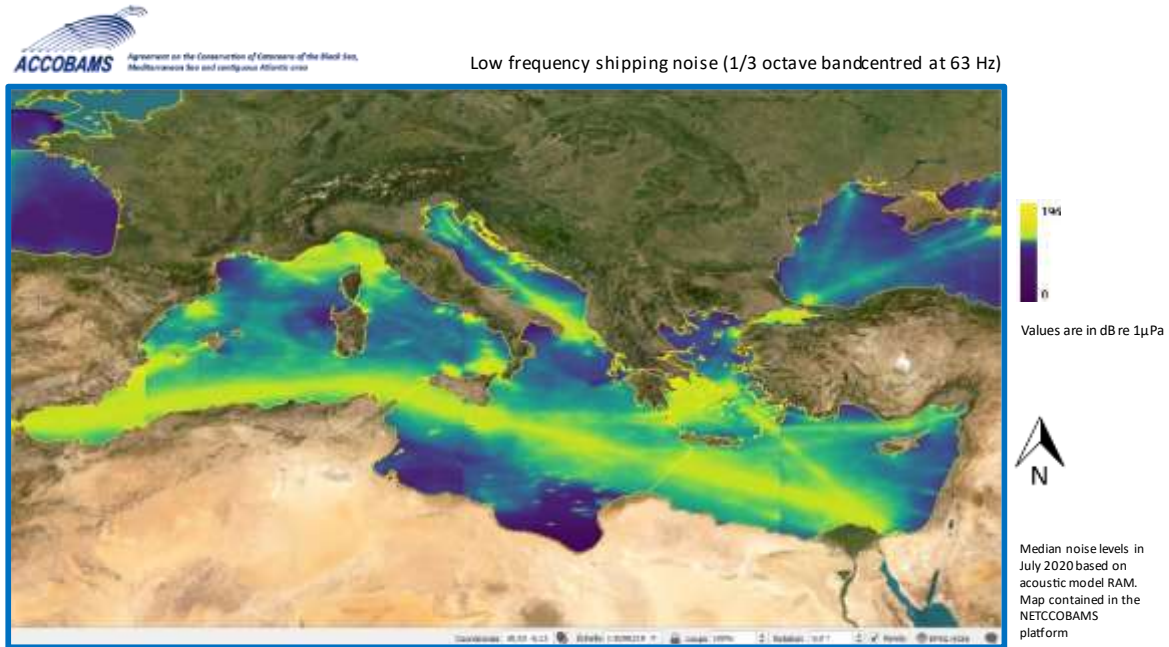 ACCOBAMS
Agreement on the Conservation of Cetaceans of the Black Sea,
Mediterranean Sea and contiguous Atlantic area
Low frequency shipping noise (1/3 octave bandcentred at 63 Hz)
196
0
Values are in dB re 1µPa
N
Median noise levels in
July 2020 based on
acoustic model RAM.
Map contained in the
NETCCOBAMS
platform